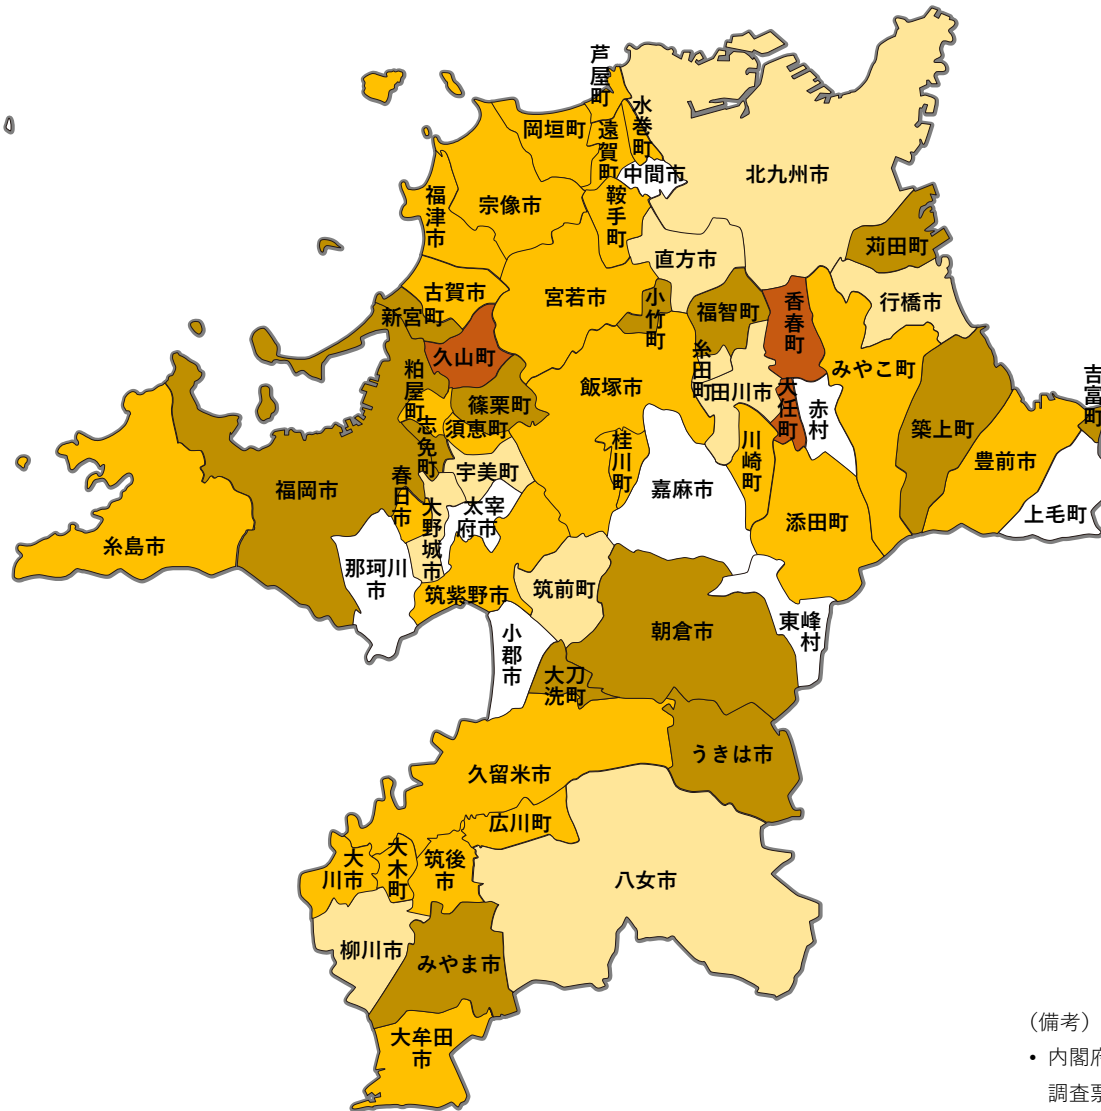 芦屋町
水巻町
岡垣町
遠賀町
中間市
北九州市
福津市
宗像市
鞍手町
苅田町
直方市
古賀市
宮若市
小竹町
福智町
香春町
行橋市
新宮町
久山町
糸田町
みやこ町
粕屋町
飯塚市
田川市
大任町
赤村
吉富町
篠栗町
志免町
須恵町
築上町
桂川町
川崎町
豊前市
宇美町
春日市
福岡市
嘉麻市
大野城市
太宰
府市
上毛町
添田町
糸島市
那珂川
市
筑紫野市
筑前町
小郡市
朝倉市
東峰
村
大刀
洗町
うきは市
久留米市
広川町
大
川市
大木町
筑後
市
八女市
柳川市
みやま市
大牟田
市
(備考)
• 内閣府
調査票